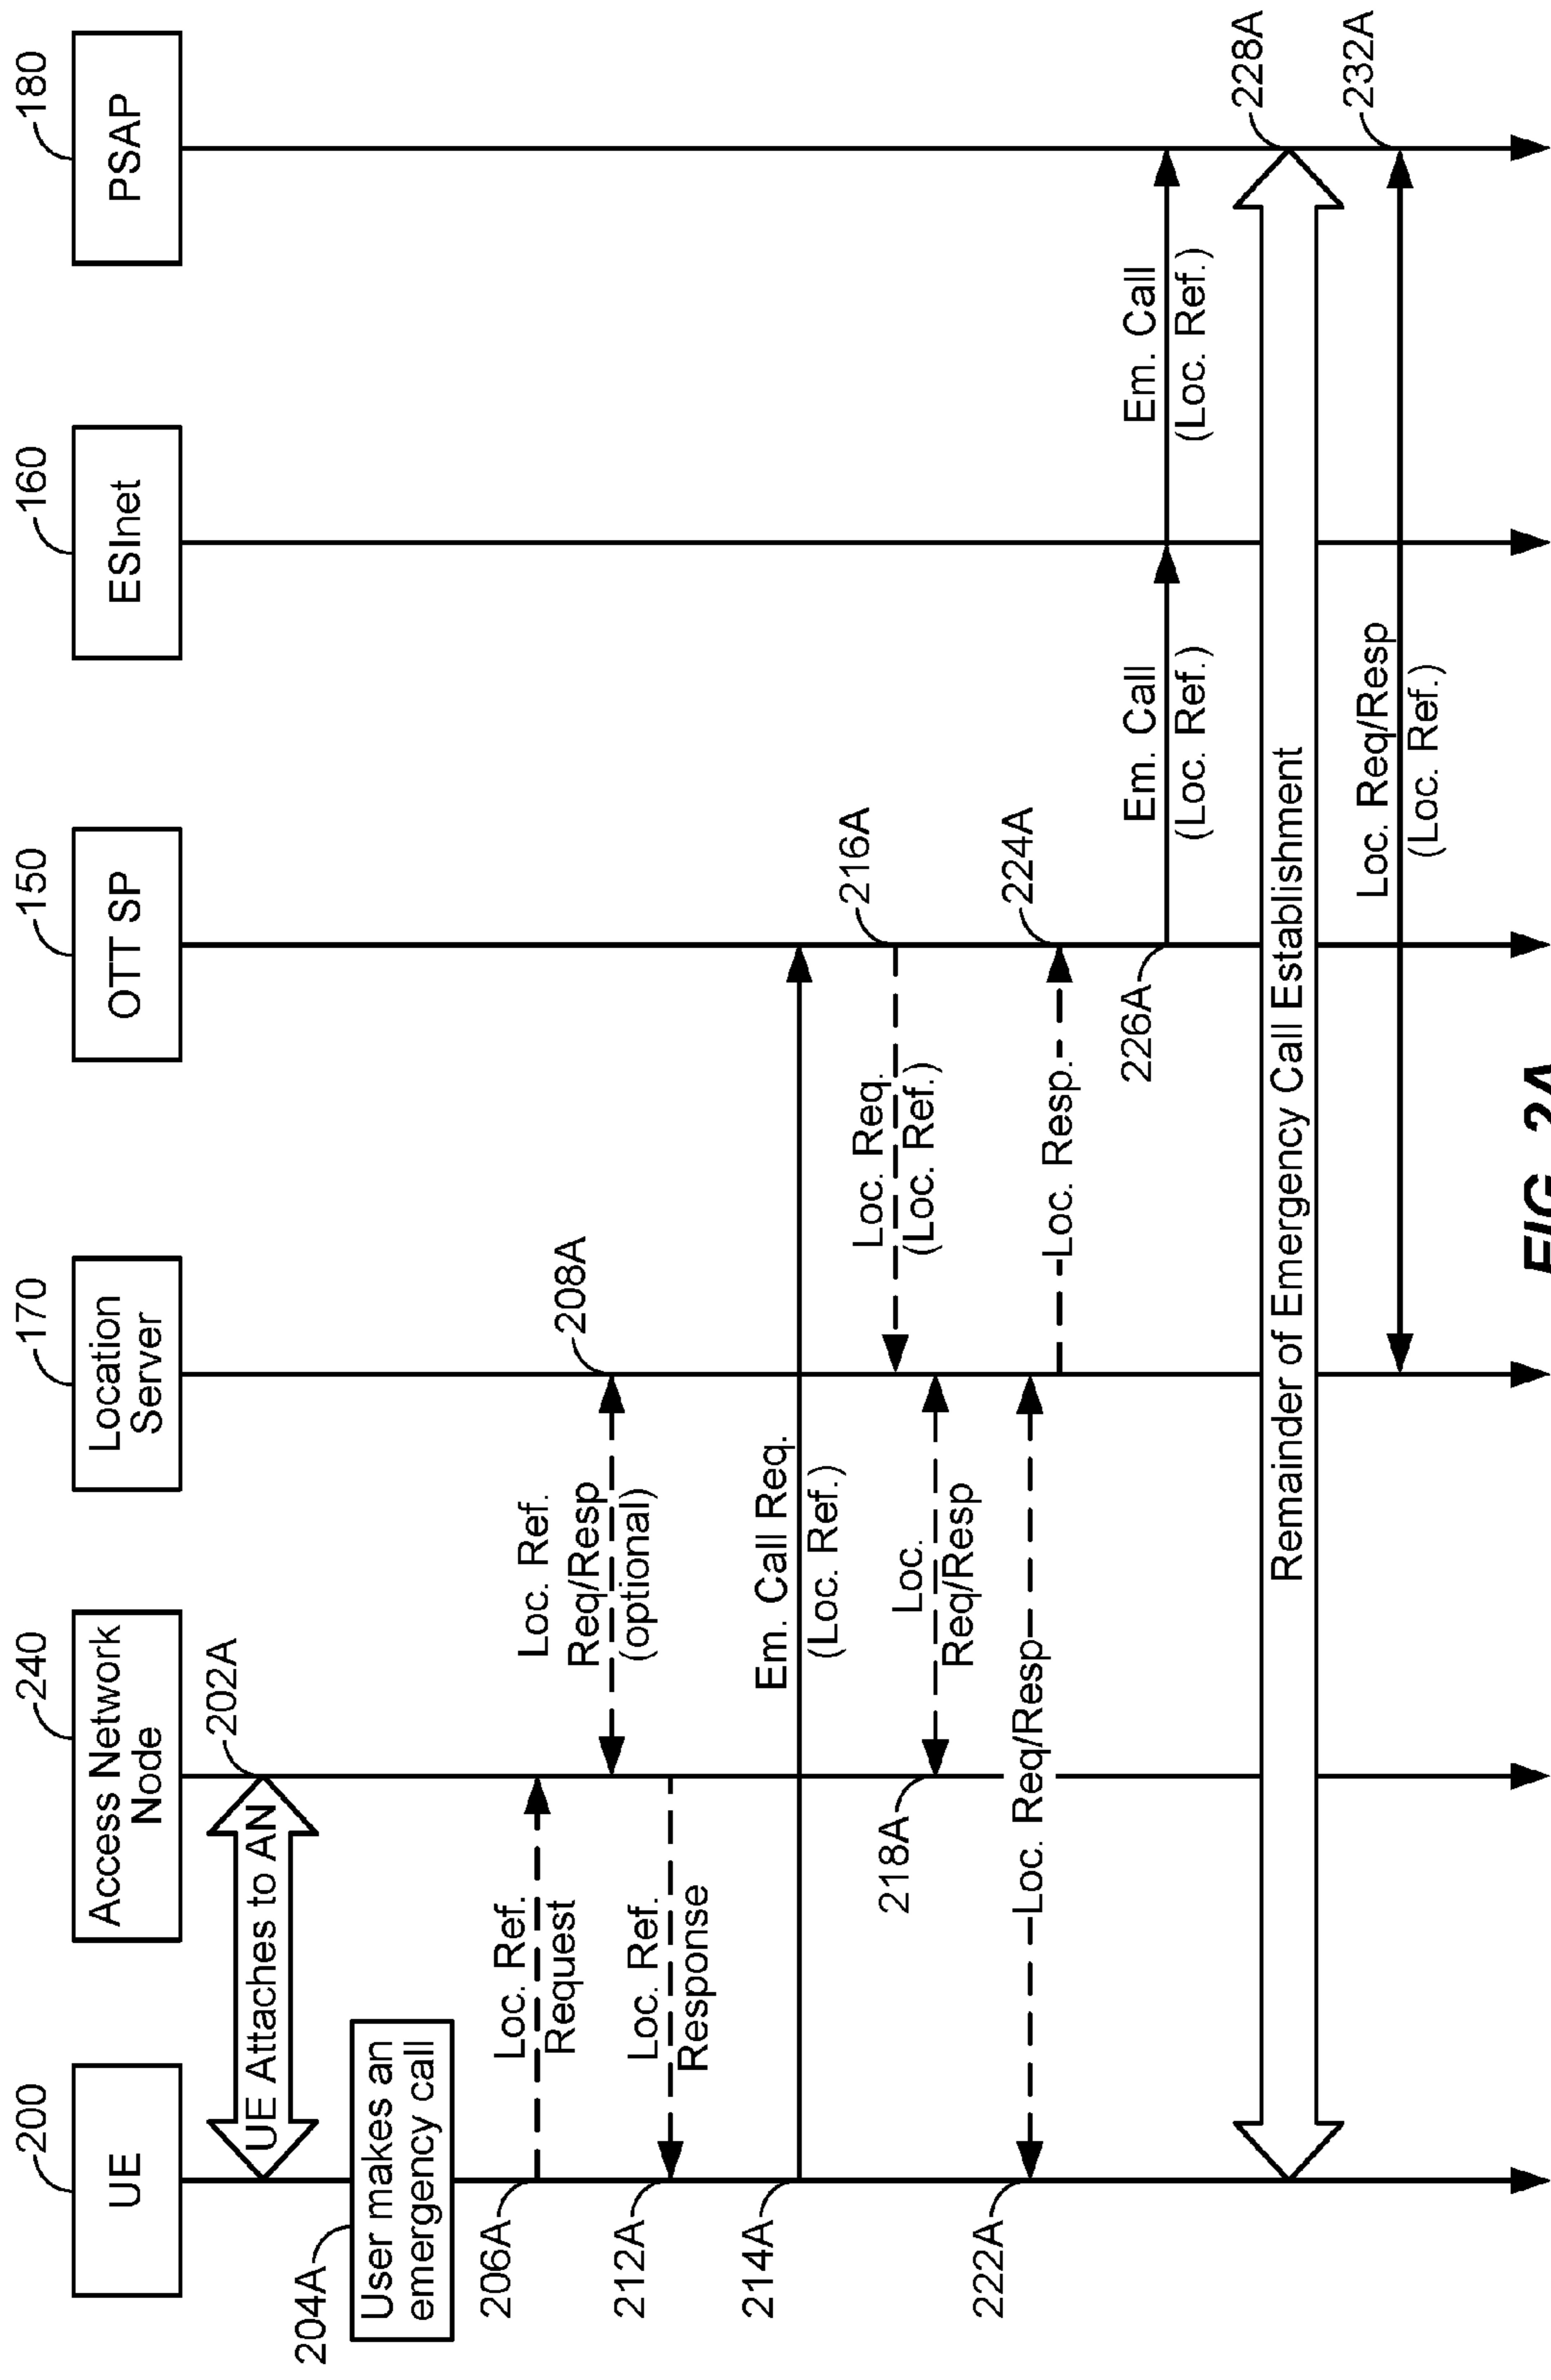 200
UE
240
Access Network
Node
170
Location
Server
150
OTT SP
160
ESInet
180
PSAP
UE Attaches to AN
202A
204A
User makes an
emergency call
206A
Loc. Ref.
Request
Loc. Ref.
Req/Resp
(optional)
208A
212A
Loc. Ref.
Response
214A
Em. Call Req.
(Loc. Ref.)
Loc. Req.
(Loc. Ref.)
216A
218A
Loc.
Req/Resp
222A
Loc. Req/Resp
Loc. Resp.
224A
226A
Em. Call
(Loc. Ref.)
Em. Call
(Loc. Ref.)
Remainder of Emergency Call Establishment
228A
Loc. Req/Resp
(Loc. Ref.)
232A
FIG. 2A